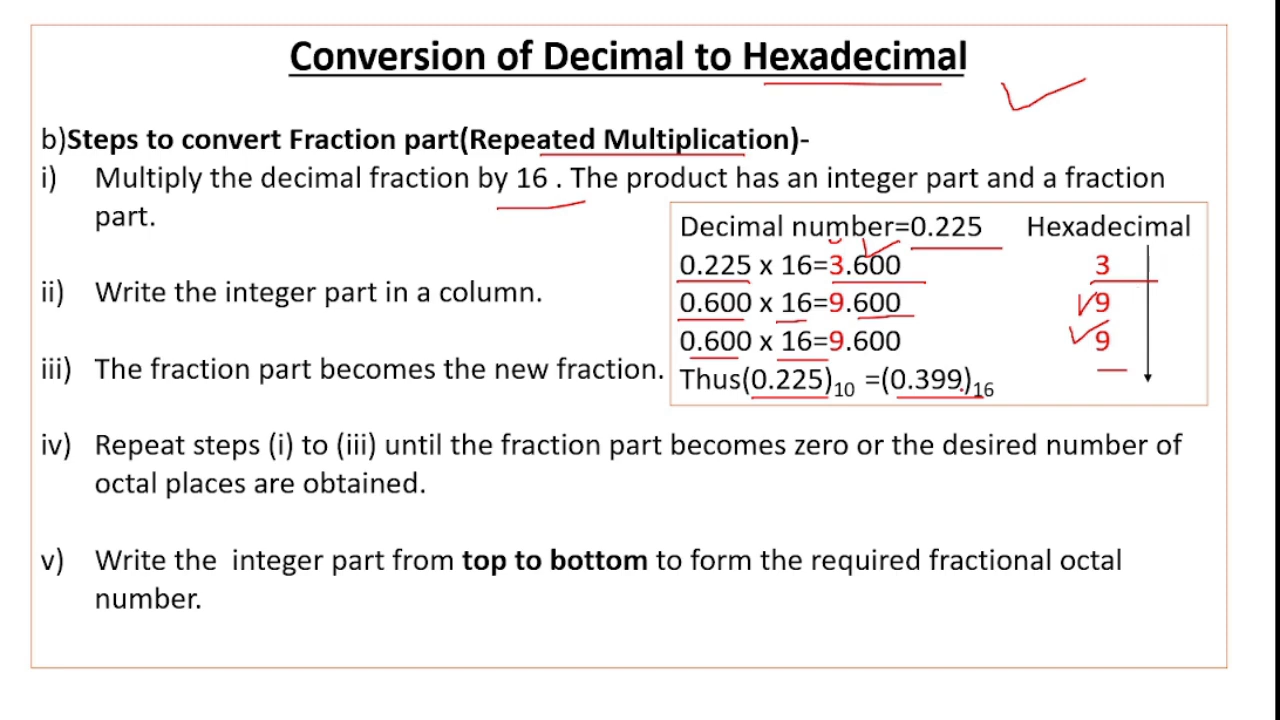 Conversion of Decimal to Hexadecimal
b)Steps to convert Fraction part(Repeated Multiplication)-
i) Multiply the decimal fraction by 16 . The product has an integer part and a fraction
part.
Decimal number=0.225 Hexadecimal
0.225 x 16=3.600 3
ii) Write the integer part in a column.
0.600 x 16=9.600 9
0.600 x 16=9.600 9
iii) The fraction part becomes the new fraction.
Thus(0.225)10 =(0.399)16
iv) Repeat steps (i) to (iii) until the fraction part becomes zero or the desired number of
octal places are obtained.
v) Write the integer part from top to bottom to form the required fractional octal
number.